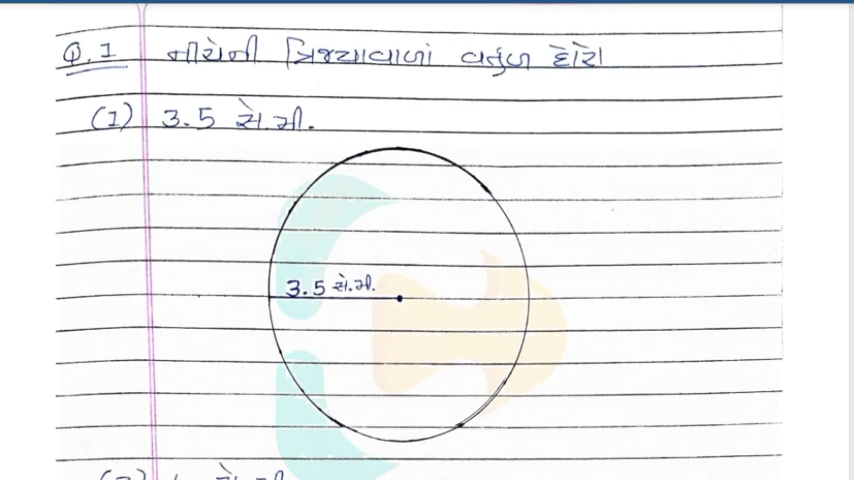 Q.1 નીચેની ત્રિજ્યાવાળાં વર્તુળ દોરો
(1) 3.5 સે.મી.
3.5 સે.મી.
સે.મી.